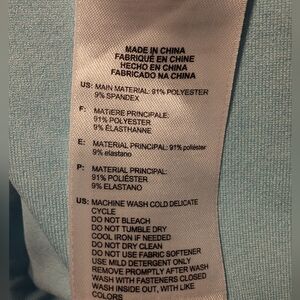 MADE IN CHINA
FABRIQUÉ EN CHINE
HECHO EN CHINA
FABRICADO NA CHINA
US: MAIN MATERIAL: 91% POLYESTER
9% SPANDEX
F: MATIERE PRINCIPALE:
91% POLYESTER
9% ÉLASTHANNE
E: MATERIAL PRINCIPAL: 91% poliéster
9% elastano
P: MATERIAL PRINCIPAL:
91% POLIÉSTER
9% ELASTANO
US: MACHINE WASH COLD DELICATE
CYCLE
DO NOT BLEACH
DO NOT TUMBLE DRY
COOL IRON IF NEEDED
DO NOT DRY CLEAN
DO NOT USE FABRIC SOFTENER
USE MILD DETERGENT ONLY
REMOVE PROMPTLY AFTER WASH
WASH WITH FASTENERS CLOSED
WASH INSIDE OUT, WITH LIKE
COLORS